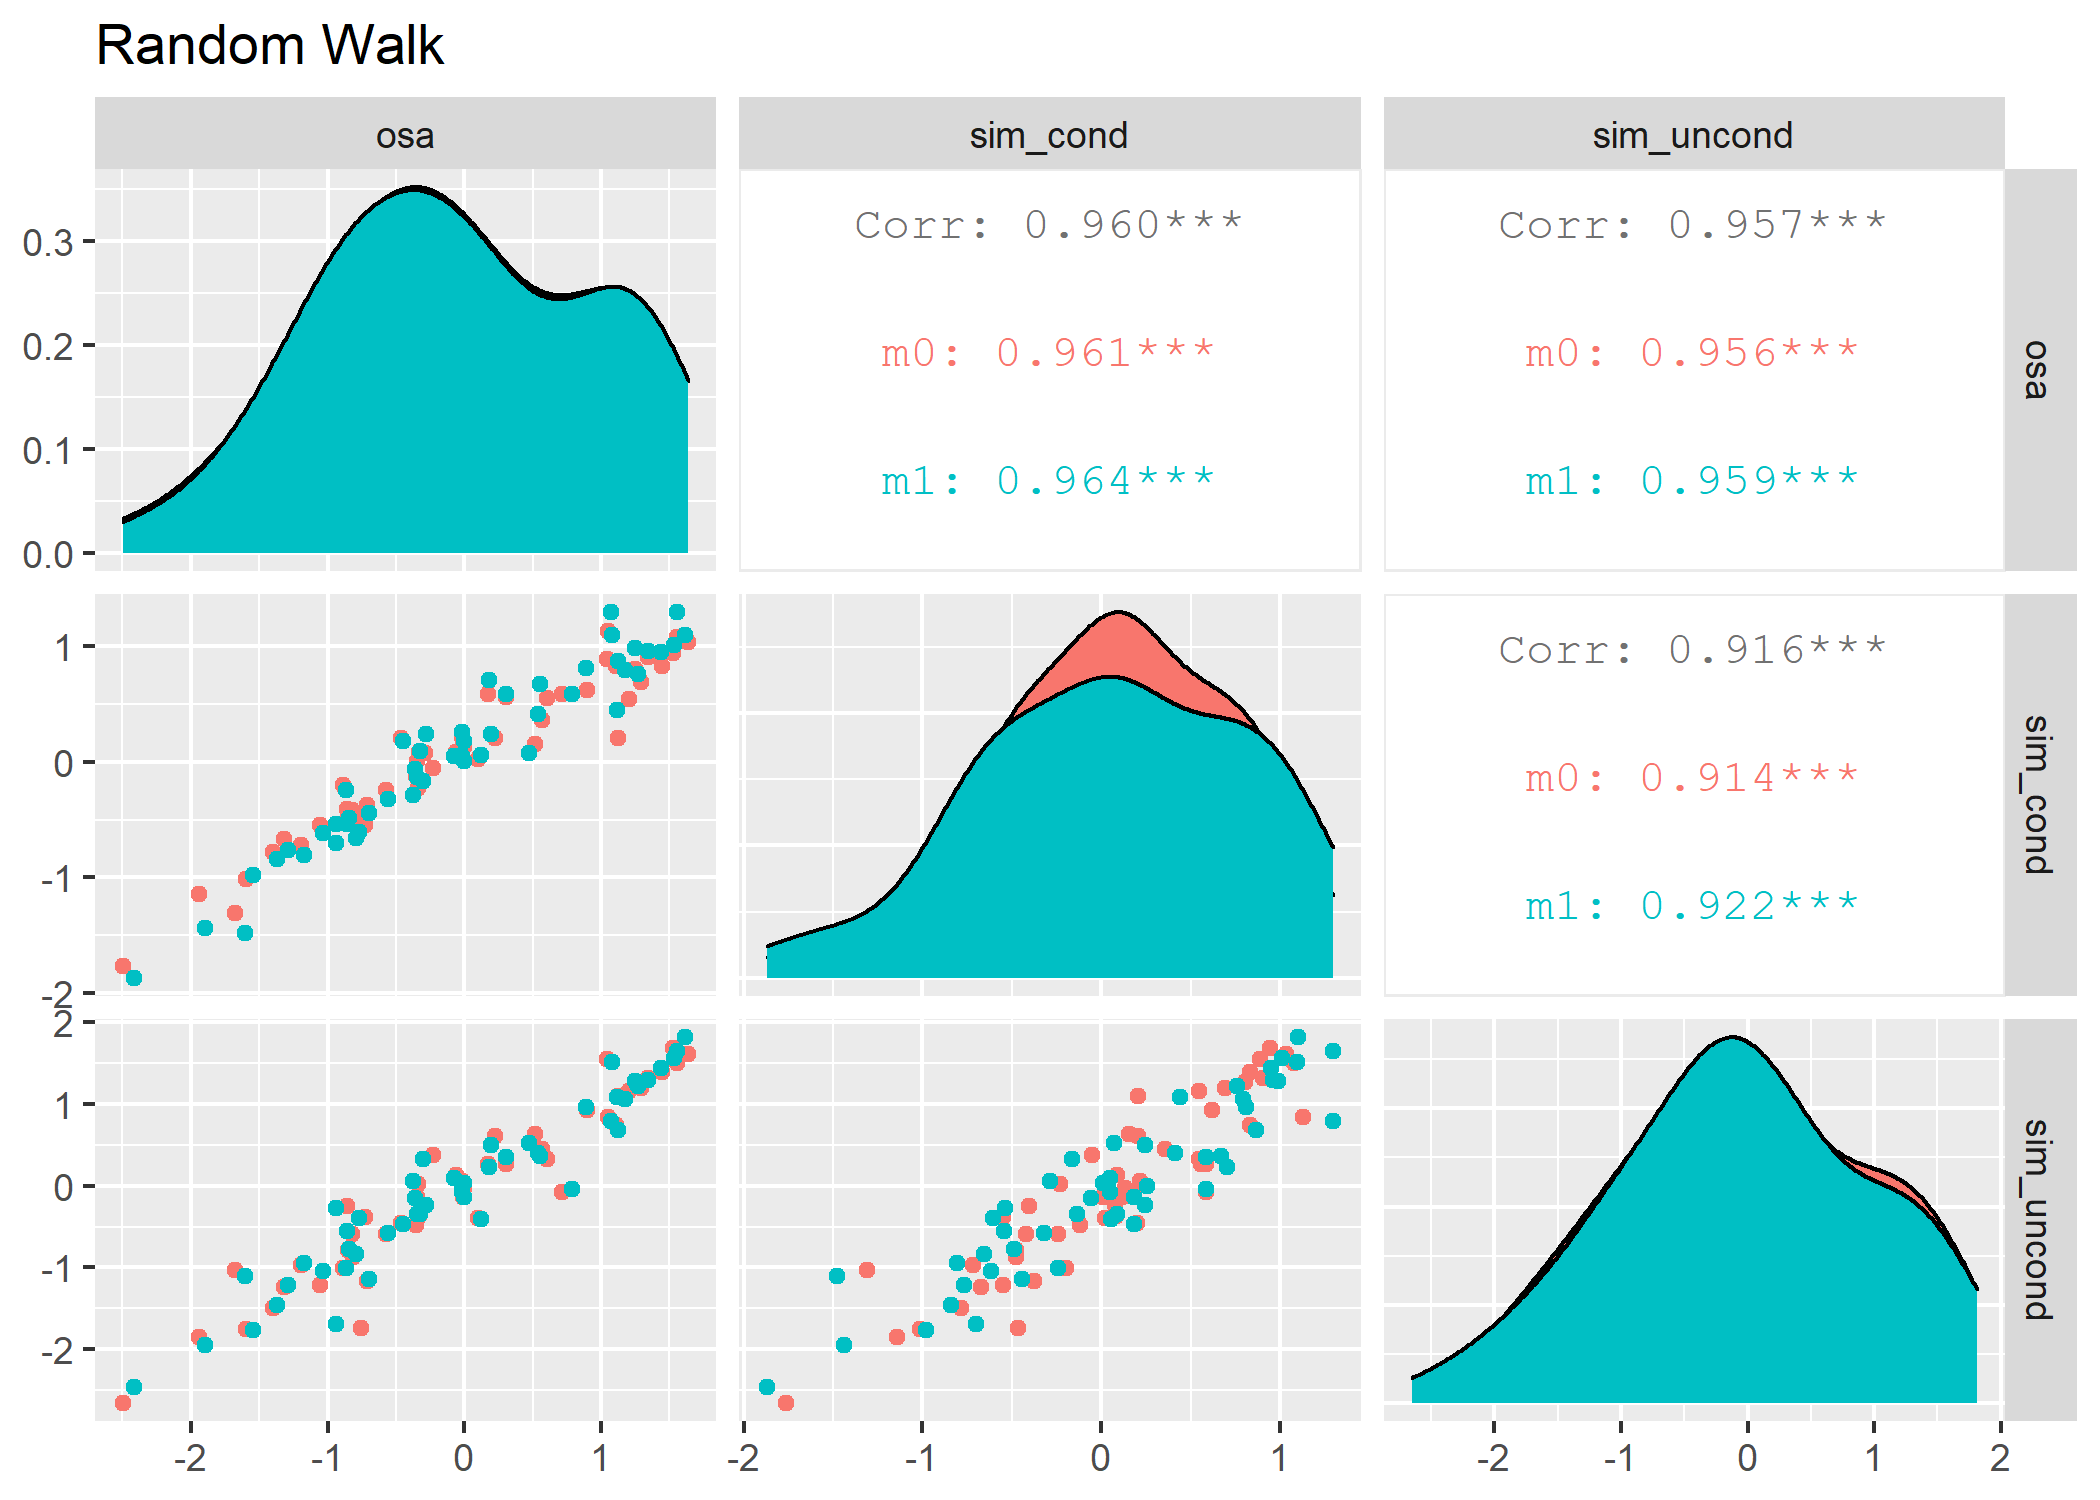 Random Walk
osa
sim_cond
sim_uncond
0.3
0.2
0.1
0.0
Corr: 0.960***
m0: 0.961***
m1: 0.964***
Corr: 0.957***
m0: 0.956***
m1: 0.959***
osa
1
0
-1
-2
Corr: 0.916***
m0: 0.914***
m1: 0.922***
sim_cond
2
1
0
-1
-2
sim_uncond
-2 -1 0 1
-2 -1 0 1
-2 -1 0 1 2